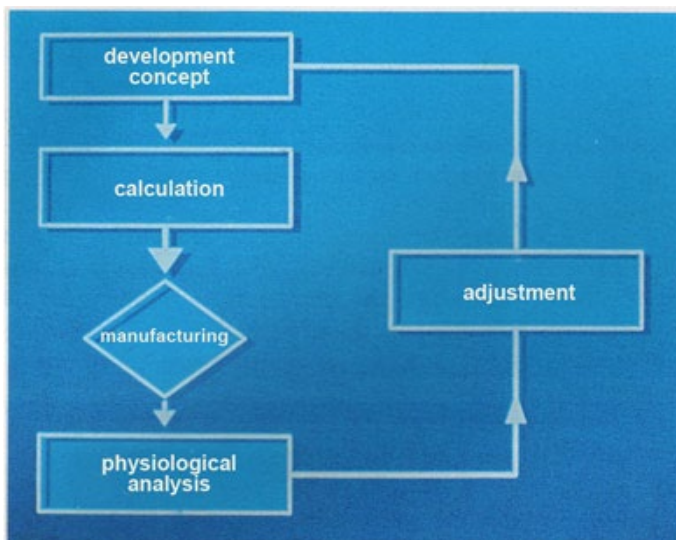 development
concept
calculation
manufacturing
physiological
analysis
adjustment